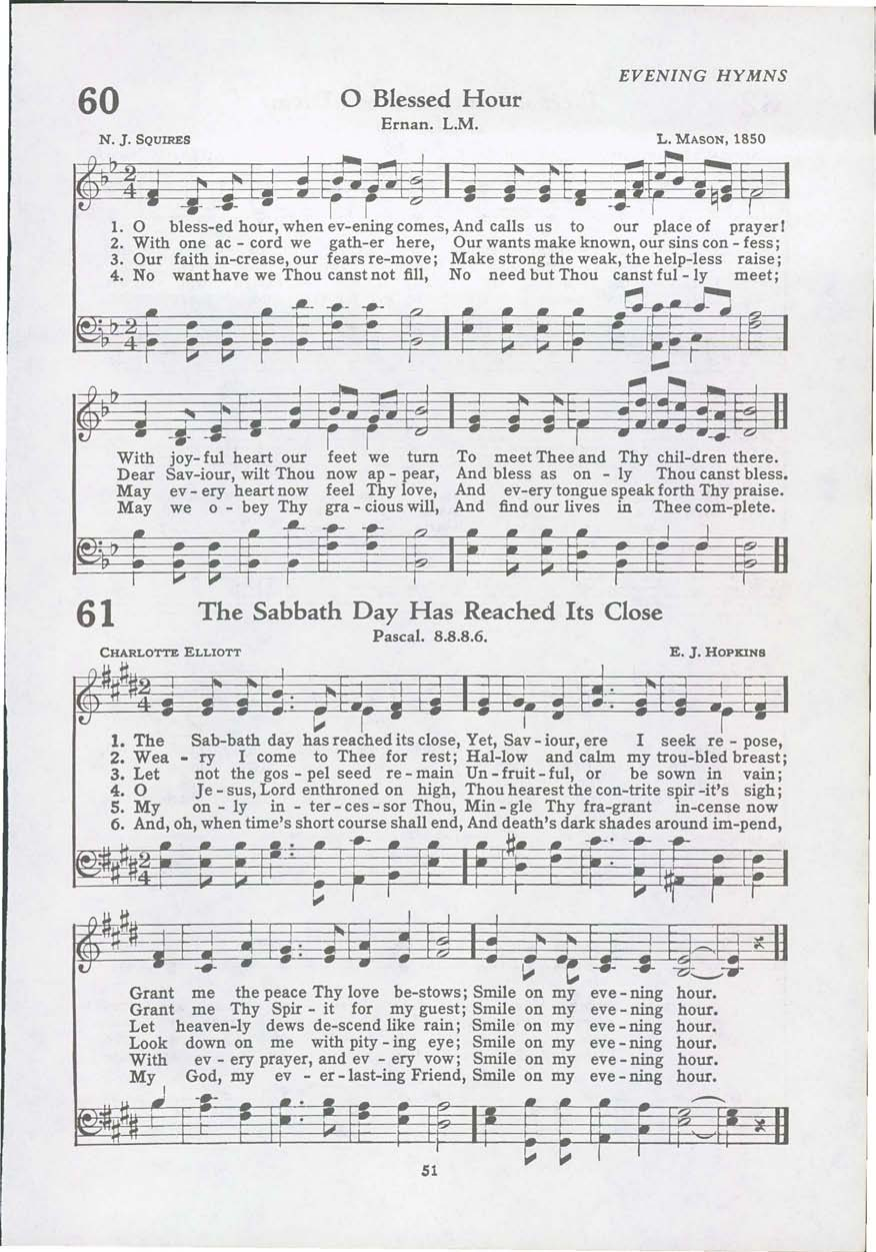 EVENING HYMNS
60
O Blessed Hour
Ernan. L.M.
N. J. SQUIRES
L. MASON, 1850
2
4
1. O bless-ed hour, when ev-ening comes, And calls us to our place of prayer!
2. With one ac - cord we gath-er here, Our wants make known, our sins con - fess;
3. Our faith in-crease, our fears re-move; Make strong the weak, the help-less raise;
4. No want have we Thou canst not fill, No need but Thou canst ful - ly meet;
2
4
With joy-ful heart our feet we turn To meet Thee and Thy chil-dren there.
Dear Sav-iour, wilt Thou now ap - pear, And bless as on - ly Thou canst bless.
May ev - ery heart now feel Thy love, And ev-ery tongue speak forth Thy praise.
May we o - bey Thy gra - cious will, And find our lives in Thee com-plete.
61
The Sabbath Day Has Reached Its Close
Pascal. 8.8.8.6.
CHARLOTTE ELLIOTT
E. J. HOPKINS
2
4
1. The Sab-bath day has reached its close, Yet, Sav - iour, ere I seek re - pose,
2. Wea - ry I come to Thee for rest; Hal-low and calm my trou-bled breast;
3. Let not the gos - pel seed re - main Un - fruit - ful, or be sown in vain;
4. O Je - sus, Lord enthroned on high, Thou hearest the con-trite spir -it's sigh;
5. My on - ly in - ter - ces - sor Thou, Min - gle Thy fra-grant in-cense now
6. And, oh, when time's short course shall end, And death's dark shades around im-pend,
2
4
Grant me the peace Thy love be-stows; Smile on my eve - ning hour.
Grant me Thy Spir - it for my guest; Smile on my eve - ning hour.
Let heaven-ly dews de-scend like rain; Smile on my eve - ning hour.
Look down on me with pity - ing eye; Smile on my eve - ning hour.
With ev - ery prayer, and ev - ery vow; Smile on my eve - ning hour.
My God, my ev - er - last-ing Friend, Smile on my eve - ning hour.
51